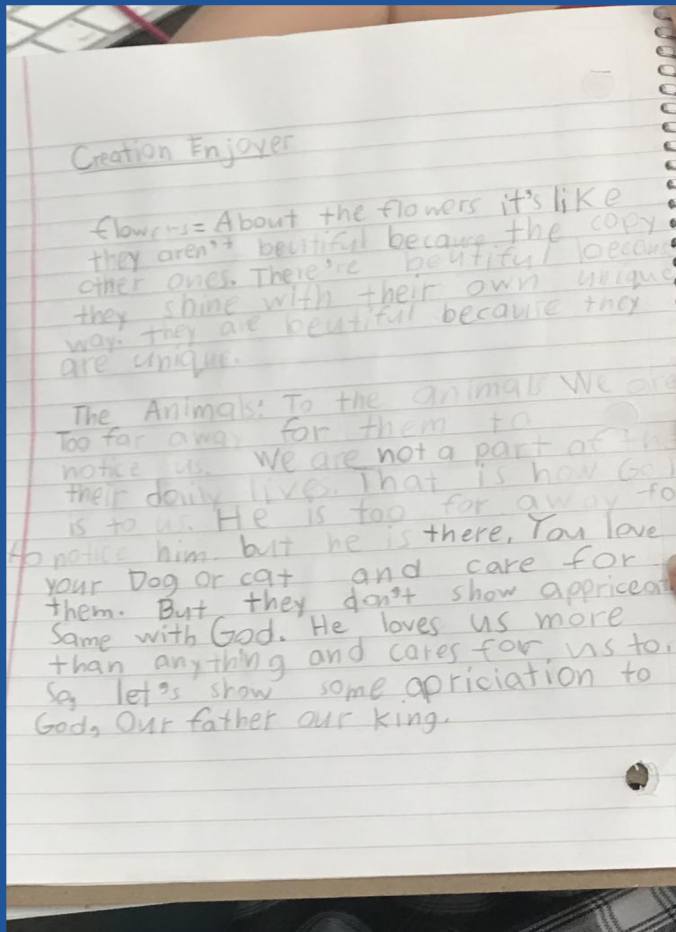 Creation Enjoyer
flowers = About the flowers it's like
they aren't beutiful because the copy
other ones. There're beutiful becaus
they shine with their own unique
way. they are beutiful because they
are unique.
The Animals: To the animals We are
Too far away for them to
notice us. We are not a part of
their daily lives. That is how God
is to us. He is too far away to
to notice him. but he is there. You love
your Dog or cat and care for
them. But they don't show appriceat
Same with God. He loves us more
than anything and cares for us to.
So, let's show some apriciation to
God, Our father our king.